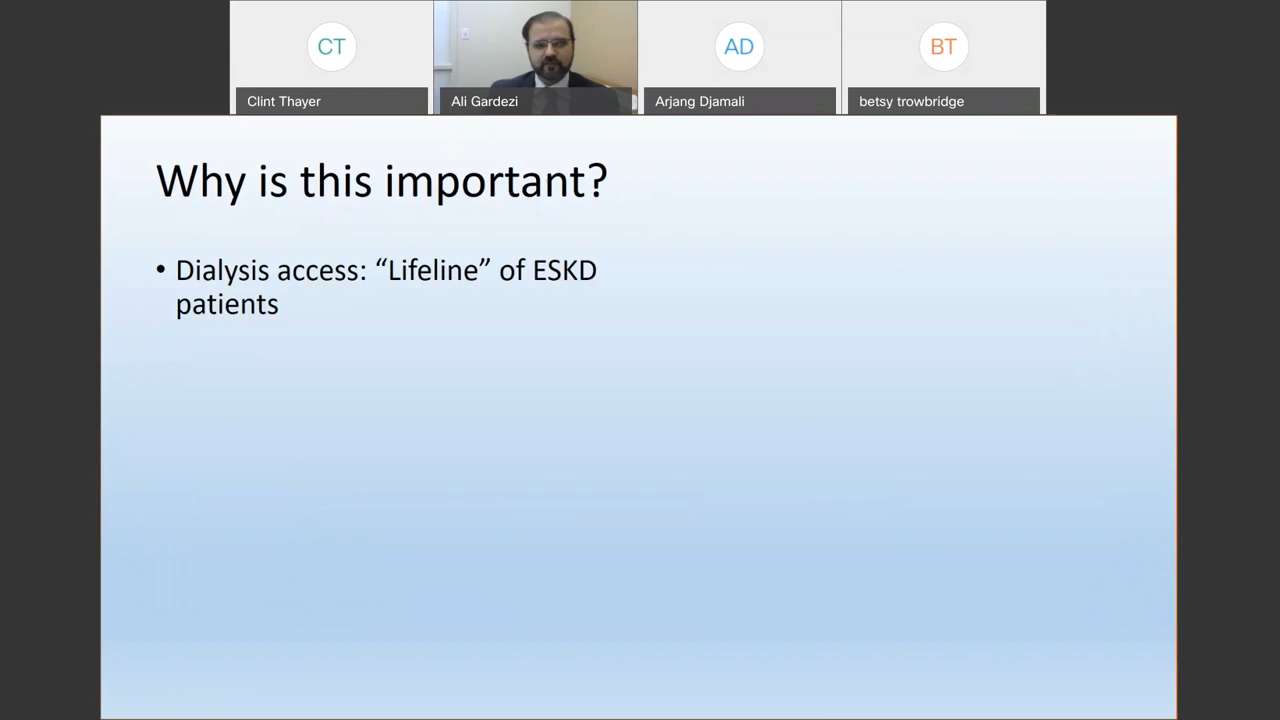 CT
AD
BT
Clint Thayer
Ali Gardezi
Arjang Djamali
betsy trowbridge
Why is this important?
• Dialysis access: “Lifeline” of ESKD
patients